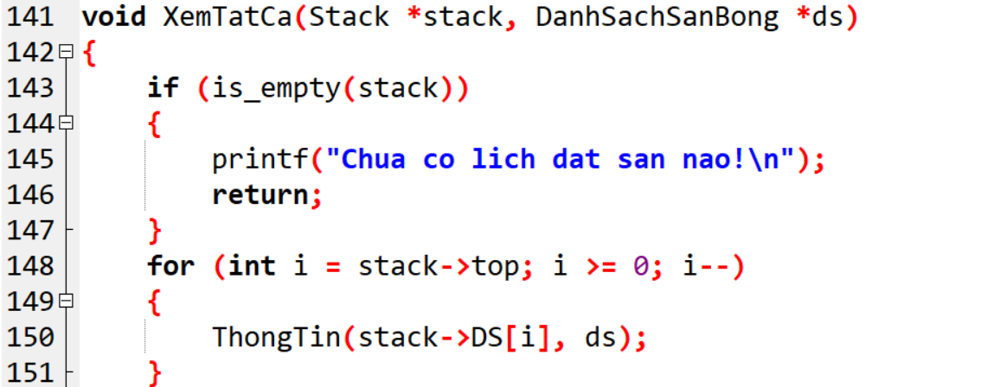 141 void XemTatCa(Stack *stack, DanhSachSanBong *ds)
142 {
143 if (is_empty(stack))
144 {
145 printf("Chua co lich dat san nao!\n");
146 return;
147 }
148 for (int i = stack->top; i >= 0; i--)
149 {
150 ThongTin(stack->DS[i], ds);
151 }